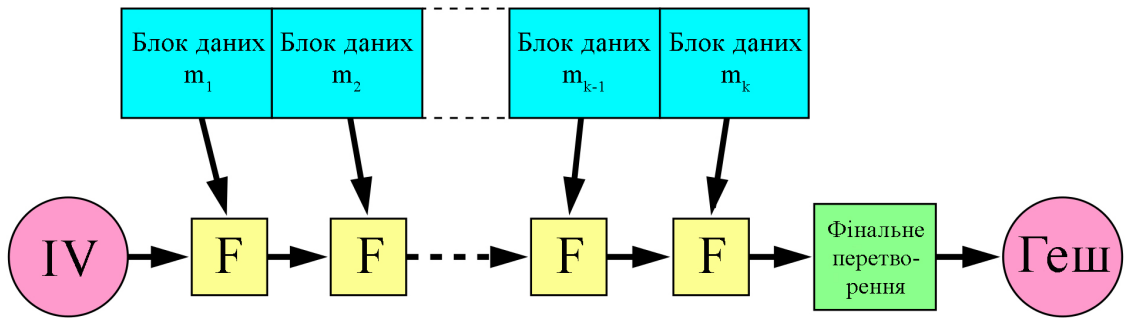 Блок даних
m1
Блок даних
m2
Блок даних
mk-1
Блок даних
mk
IV
F
F
F
F
Фінальне
перетво-
рення
Геш